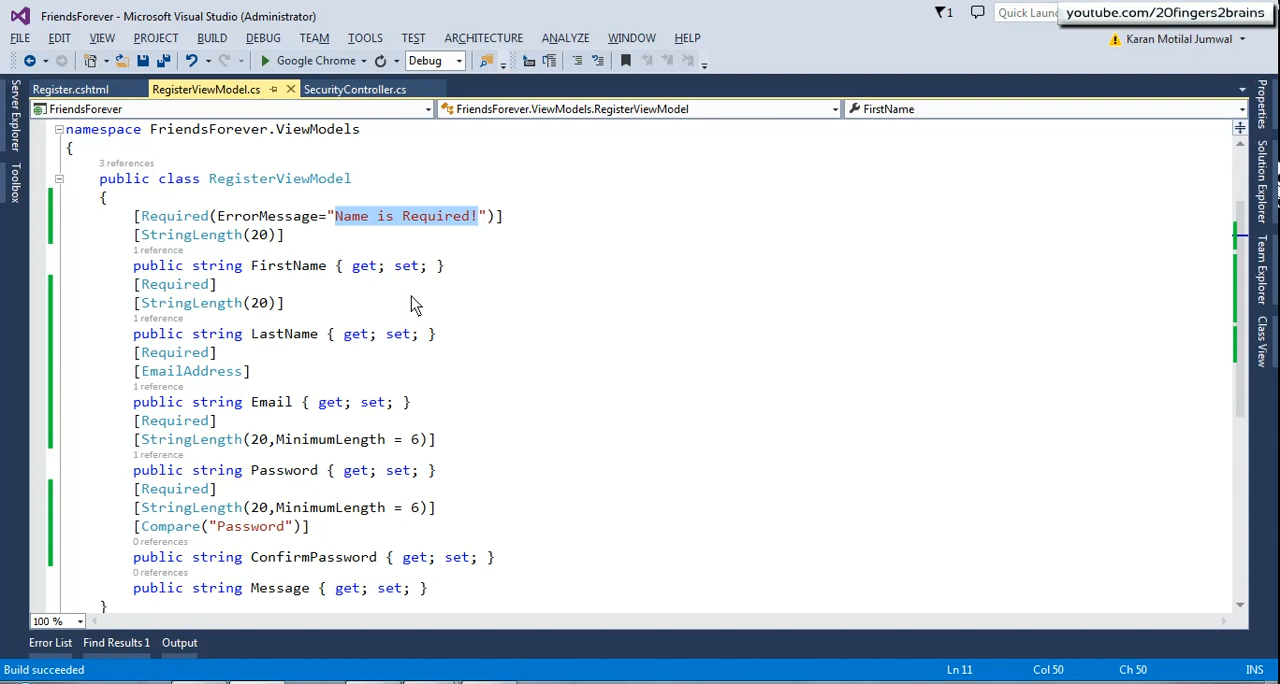 FriendsForever - Microsoft Visual Studio (Administrator)
1
Quick Laun
youtube.com/20fingers2brains
FILE EDIT VIEW PROJECT BUILD DEBUG TEAM TOOLS TEST ARCHITECTURE ANALYZE WINDOW HELP
Karan Motilal Jumwal
Google Chrome Debug
Register.cshtml RegisterViewModel.cs SecurityController.cs
FriendsForever FriendsForever.ViewModels.RegisterViewModel FirstName
Server Explorer
Toolbox
Properties
Solution Explorer
Team Explorer
Class View
namespace FriendsForever.ViewModels
{
3 references
public class RegisterViewModel
{
[Required(ErrorMessage="Name is Required!")]
[StringLength(20)]
1 reference
public string FirstName { get; set; }
[Required]
[StringLength(20)]
1 reference
public string LastName { get; set; }
[Required]
[EmailAddress]
1 reference
public string Email { get; set; }
[Required]
[StringLength(20,MinimumLength = 6)]
1 reference
public string Password { get; set; }
[Required]
[StringLength(20,MinimumLength = 6)]
[Compare("Password")]
0 references
public string ConfirmPassword { get; set; }
0 references
public string Message { get; set; }
}
100 %
Error List Find Results 1 Output
Build succeeded Ln 11 Col 50 Ch 50 INS